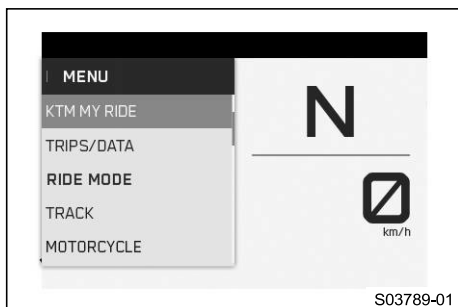 MENU
KTM MY RIDE
TRIPS/DATA
RIDE MODE
TRACK
MOTORCYCLE
N
0
km/h
S03789-01